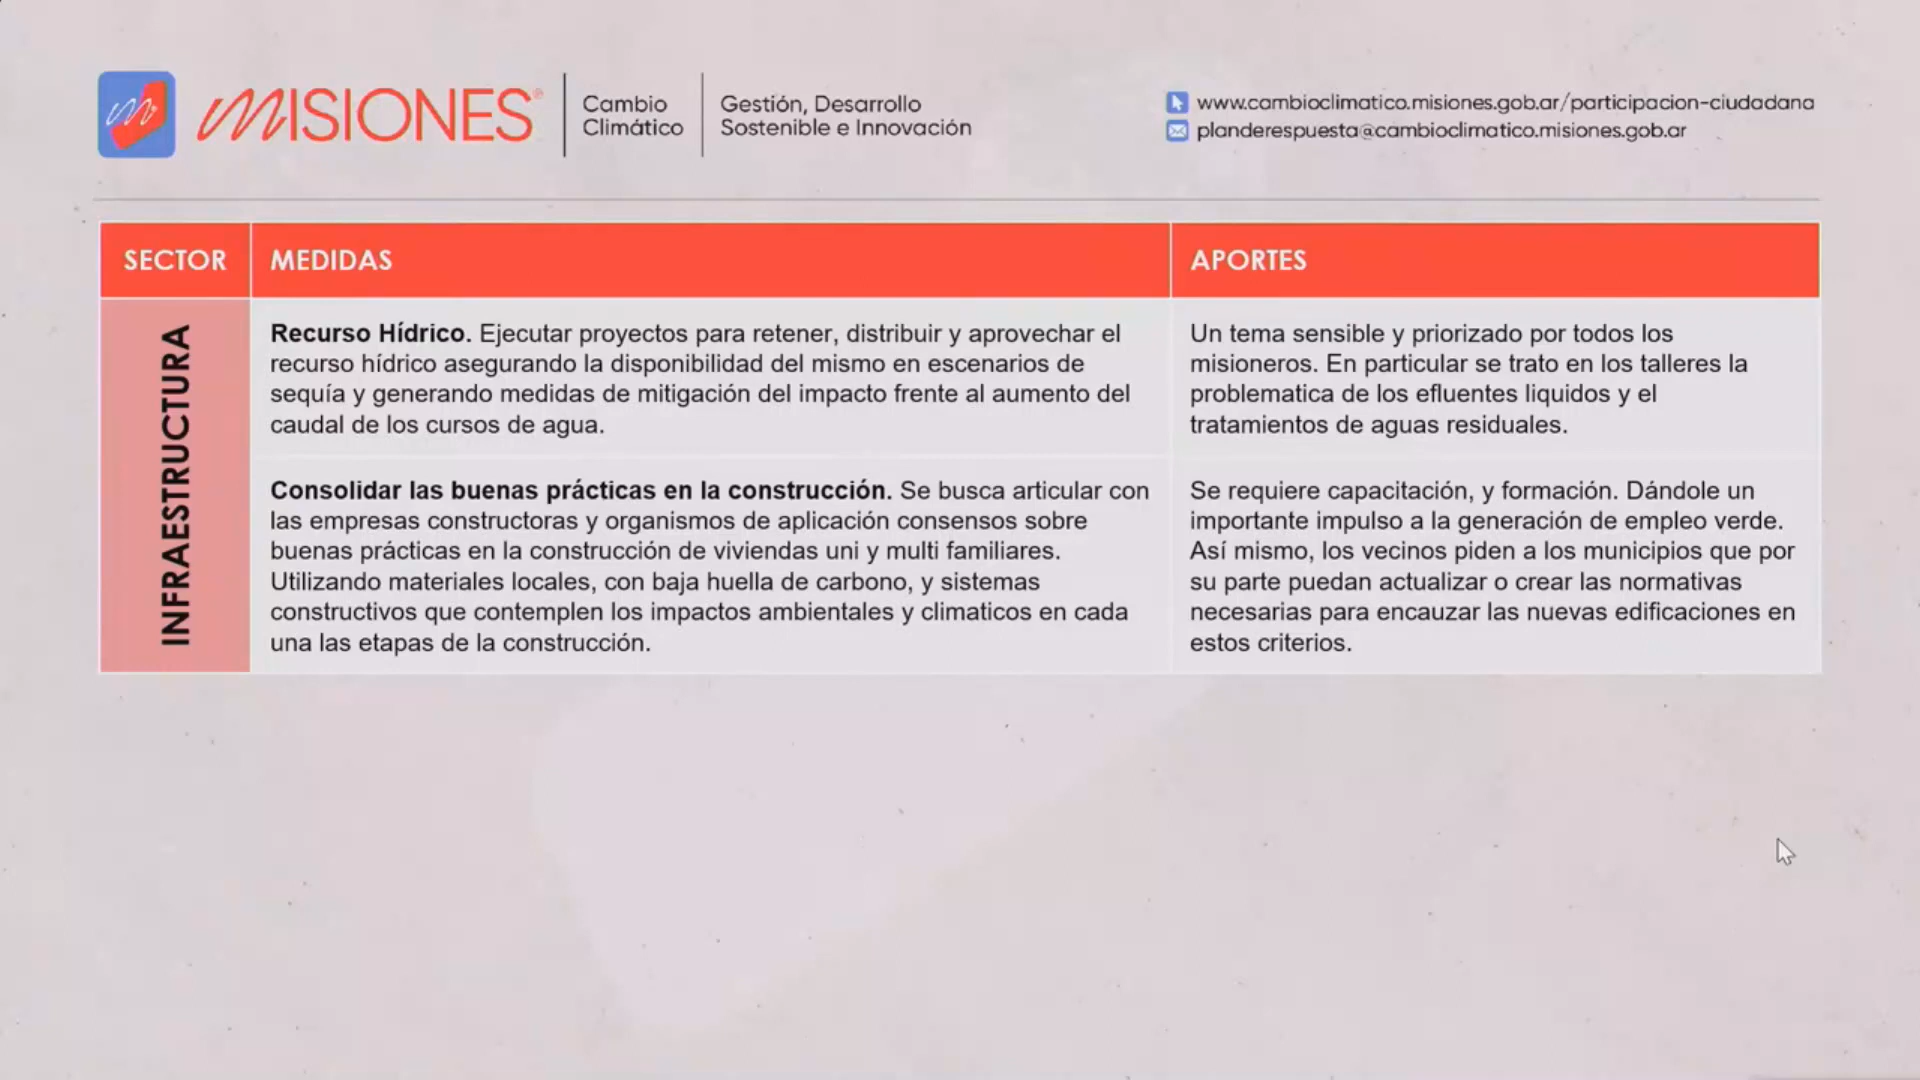 MISIONES®
Cambio
Climático
Gestión, Desarrollo
Sostenible e Innovación
www.cambioclimatico.misiones.gob.ar/participacion-ciudadana
planderespuesta@cambioclimatico.misiones.gob.ar
SECTOR
MEDIDAS
APORTES
INFRAESTRUCTURA
Recurso Hídrico. Ejecutar proyectos para retener, distribuir y aprovechar el
recurso hídrico asegurando la disponibilidad del mismo en escenarios de
sequía y generando medidas de mitigación del impacto frente al aumento del
caudal de los cursos de agua.
Un tema sensible y priorizado por todos los
misioneros. En particular se trato en los talleres la
problematica de los efluentes liquidos y el
tratamientos de aguas residuales.
Consolidar las buenas prácticas en la construcción. Se busca articular con
las empresas constructoras y organismos de aplicación consensos sobre
buenas prácticas en la construcción de viviendas uni y multi familiares.
Utilizando materiales locales, con baja huella de carbono, y sistemas
constructivos que contemplen los impactos ambientales y climaticos en cada
una las etapas de la construcción.
Se requiere capacitación, y formación. Dándole un
importante impulso a la generación de empleo verde.
Así mismo, los vecinos piden a los municipios que por
su parte puedan actualizar o crear las normativas
necesarias para encauzar las nuevas edificaciones en
estos criterios.